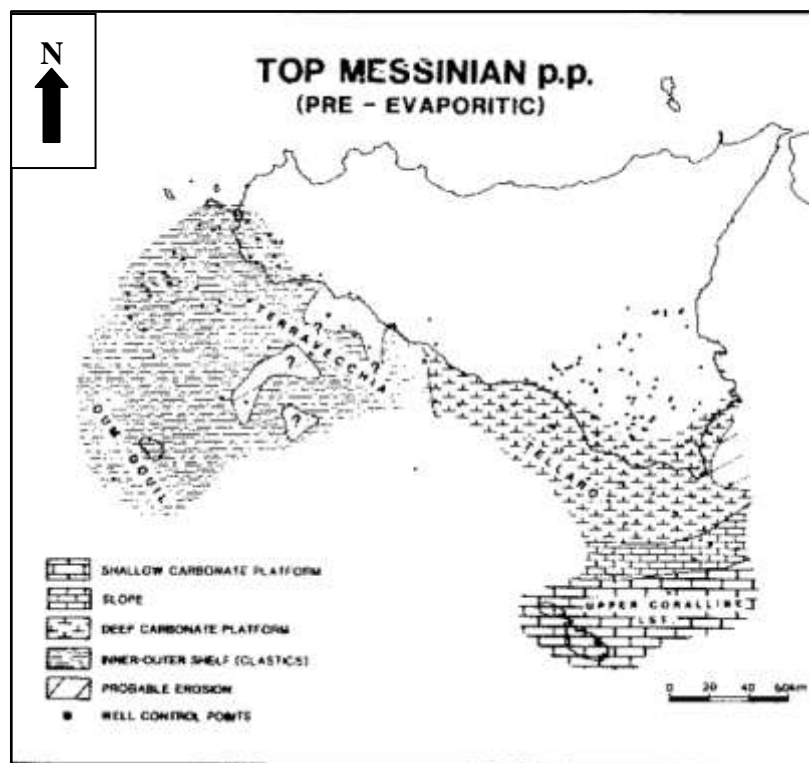 N
TOP MESSINIAN p.p.
(PRE - EVAPORITIC)
TERRAVECCHIA
?
?
?
?
OUM DOUIL
TELLARO
UPPER CORALLINE
LST.
SHALLOW CARBONATE PLATFORM
SLOPE
DEEP CARBONATE PLATFORM
INNER-OUTER SHELF (CLASTICS)
PROBABLE EROSION
WELL CONTROL POINTS
0 20 40 60km